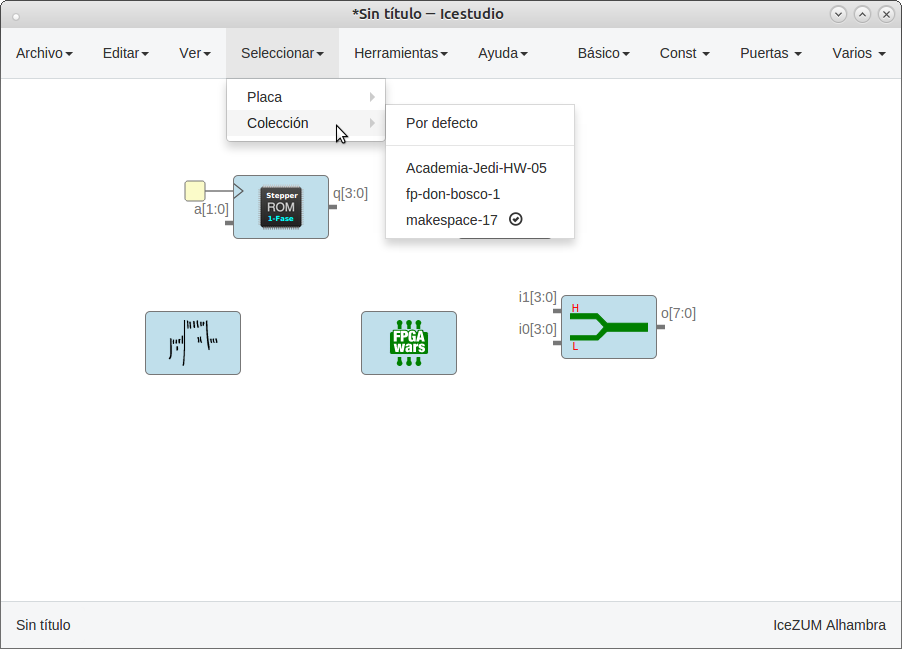 *Sin título – Icestudio
Archivo Editar Ver Seleccionar Herramientas Ayuda Básico Const Puertas Varios
Placa
Colección
Por defecto
Academia-Jedi-HW-05
fp-don-bosco-1
makespace-17
a[1:0]
Stepper
ROM
1-Fase
q[3:0]
FPGA
wars
i1[3:0]
i0[3:0]
H
L
o[7:0]
Sin título
IceZUM Alhambra